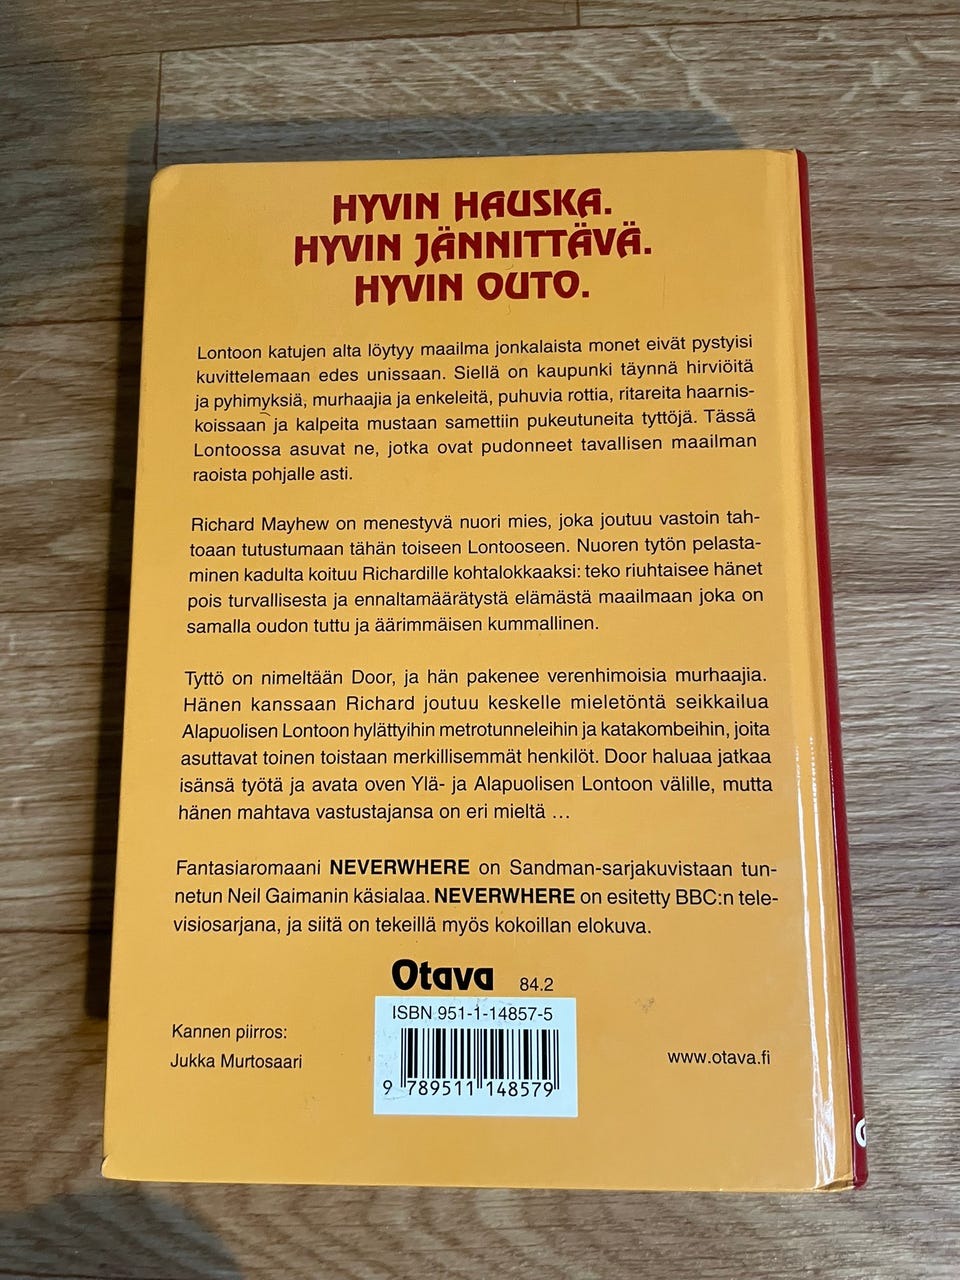 HYVIN HAUSKA.
HYVIN JÄNNITTÄVÄ.
HYVIN OUTO.
Lontoon katujen alta löytyy maailma jonkalaista monet eivät pystyisi
kuvittelemaan edes unissaan. Siellä on kaupunki täynnä hirviöitä
ja pyhimyksiä, murhaajia ja enkeleitä, puhuvia rottia, ritareita haarnis-
koissaan ja kalpeita mustaan samettiin pukeutuneita tyttöjä. Tässä
Lontoossa asuvat ne, jotka ovat pudonneet tavallisen maailman
raoista pohjalle asti.
Richard Mayhew on menestyvä nuori mies, joka joutuu vastoin tah-
toaan tutustumaan tähän toiseen Lontooseen. Nuoren tytön pelasta-
minen kadulta koituu Richardille kohtalokkaaksi: teko riuhtaisee hänet
pois turvallisesta ja ennaltamäärätystä elämästä maailmaan joka on
samalla oudon tuttu ja äärimmäisen kummallinen.
Tyttö on nimeltään Door, ja hän pakenee verenhimoisia murhaajia.
Hänen kanssaan Richard joutuu keskelle mieletöntä seikkailua
Alapuolisen Lontoon hylättyihin metrotunneleihin ja katakombeihin, joita
asuttavat toinen toistaan merkillisemmät henkilöt. Door haluaa jatkaa
isänsä työtä ja avata oven Ylä- ja Alapuolisen Lontoon välille, mutta
hänen mahtava vastustajansa on eri mieltä …
Fantasiaromaani NEVERWHERE on Sandman-sarjakuvistaan tun-
netun Neil Gaimanin käsialaa. NEVERWHERE on esitetty BBC:n tele-
visiosarjana, ja siitä on tekeillä myös kokoillan elokuva.
Otava 84.2
ISBN 951-1-14857-5
9 789511 148579
Kannen piirros:
Jukka Murtosaari
www.otava.fi